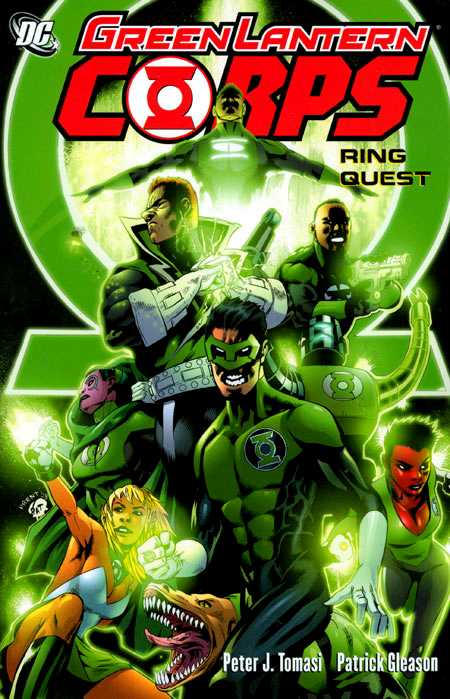 DC
GREEN LANTERN
CORPS
RING
QUEST
Peter J. Tomasi Patrick Gleason